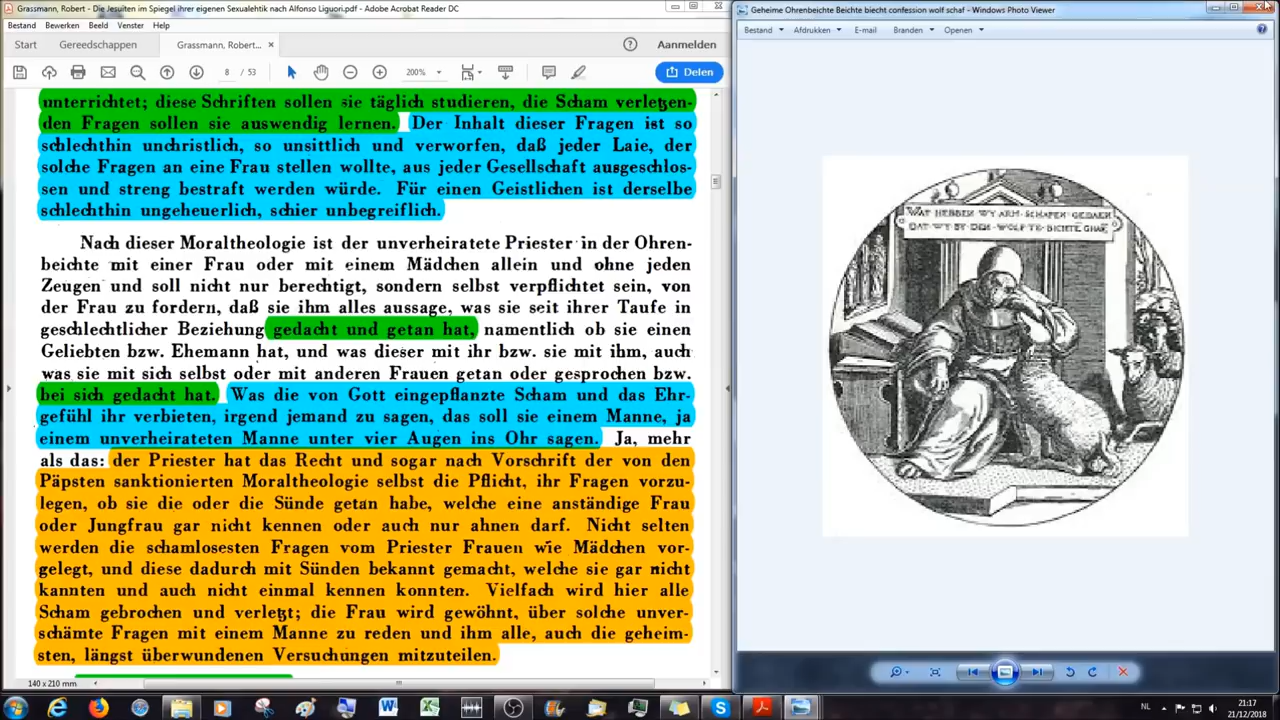 Grassmann, Robert - Die Jesuiten im Spiegel ihrer eigenen Sexualethik nach Alfonso Liguori.pdf - Adobe Acrobat Reader DC
Bestand Bewerken Beeld Venster Help
Start Gereedschappen Grassmann, Robert... × Aanmelden
8 / 53 200% Delen
unterrichtet; diese Schriften sollen sie täglich studieren, die Scham verletzen-
den Fragen sollen sie auswendig lernen. Der Inhalt dieser Fragen ist so
schlechthin unchristlich, so unsittlich und verworfen, daß jeder Laie, der
solche Fragen an eine Frau stellen wollte, aus jeder Gesellschaft ausgeschlos-
sen und streng bestraft werden würde. Für einen Geistlichen ist derselbe
schlechthin ungeheuerlich, schier unbegreiflich.
Nach dieser Moraltheologie ist der unverheiratete Priester in der Ohren-
beichte mit einer Frau oder mit einem Mädchen allein und ohne jeden
Zeugen und soll nicht nur berechtigt, sondern selbst verpflichtet sein, von
der Frau zu fordern, daß sie ihm alles aussage, was sie seit ihrer Taufe in
geschlechtlicher Beziehung gedacht und getan hat, namentlich ob sie einen
Geliebten bzw. Ehemann hat, und was dieser mit ihr bzw. sie mit ihm, auch
was sie mit sich selbst oder mit anderen Frauen getan oder gesprochen bzw.
bei sich gedacht hat. Was die von Gott eingepflanzte Scham und das Ehr-
gefühl ihr verbieten, irgend jemand zu sagen, das soll sie einem Manne, ja
einem unverheirateten Manne unter vier Augen ins Ohr sagen. Ja, mehr
als das: der Priester hat das Recht und sogar nach Vorschrift der von den
Päpsten sanktionierten Moraltheologie selbst die Pflicht, ihr Fragen vorzu-
legen, ob sie die oder die Sünde getan habe, welche eine anständige Frau
oder Jungfrau gar nicht kennen oder auch nur ahnen darf. Nicht selten
werden die schamlosesten Fragen vom Priester Frauen wie Mädchen vor-
gelegt, und diese dadurch mit Sünden bekannt gemacht, welche sie gar nicht
kannten und auch nicht einmal kennen konnten. Vielfach wird hier alle
Scham gebrochen und verletzt; die Frau wird gewöhnt, über solche unver-
schämte Fragen mit einem Manne zu reden und ihm alle, auch die geheim-
sten, längst überwundenen Versuchungen mitzuteilen.
140 x 210 mm
Geheime Ohrenbeichte Beichte biecht confession wolf schaf - Windows Photo Viewer
Bestand Afdrukken E-mail Branden Openen
WAT HEBBEN WY ARM SCHAPEN GEDAEN
DAT WY BY DEM WOLF TE BICHTE GHAE
NL 21:17
21/12/2018